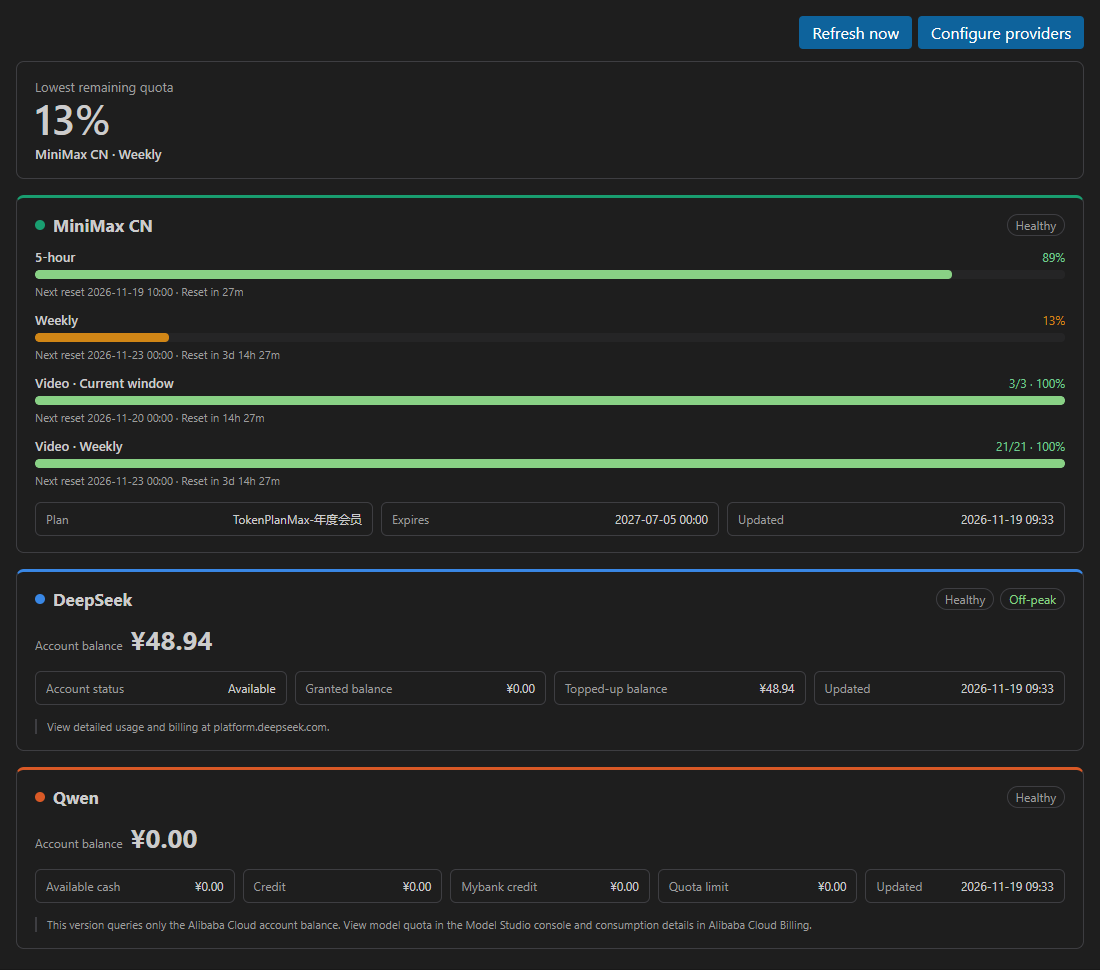 Refresh now Configure providers
Lowest remaining quota
13%
MiniMax CN · Weekly
MiniMax CN Healthy
5-hour 89%
Next reset 2026-11-19 10:00 · Reset in 27m
Weekly 13%
Next reset 2026-11-23 00:00 · Reset in 3d 14h 27m
Video · Current window 3/3 · 100%
Next reset 2026-11-20 00:00 · Reset in 14h 27m
Video · Weekly 21/21 · 100%
Next reset 2026-11-23 00:00 · Reset in 3d 14h 27m
Plan TokenPlanMax-年度会员 Expires 2027-07-05 00:00 Updated 2026-11-19 09:33
DeepSeek Healthy Off-peak
Account balance ¥48.94
Account status Available Granted balance ¥0.00 Topped-up balance ¥48.94 Updated 2026-11-19 09:33
View detailed usage and billing at platform.deepseek.com.
Qwen Healthy
Account balance ¥0.00
Available cash ¥0.00 Credit ¥0.00 Mybank credit ¥0.00 Quota limit ¥0.00 Updated 2026-11-19 09:33
This version queries only the Alibaba Cloud account balance. View model quota in the Model Studio console and consumption details in Alibaba Cloud Billing.